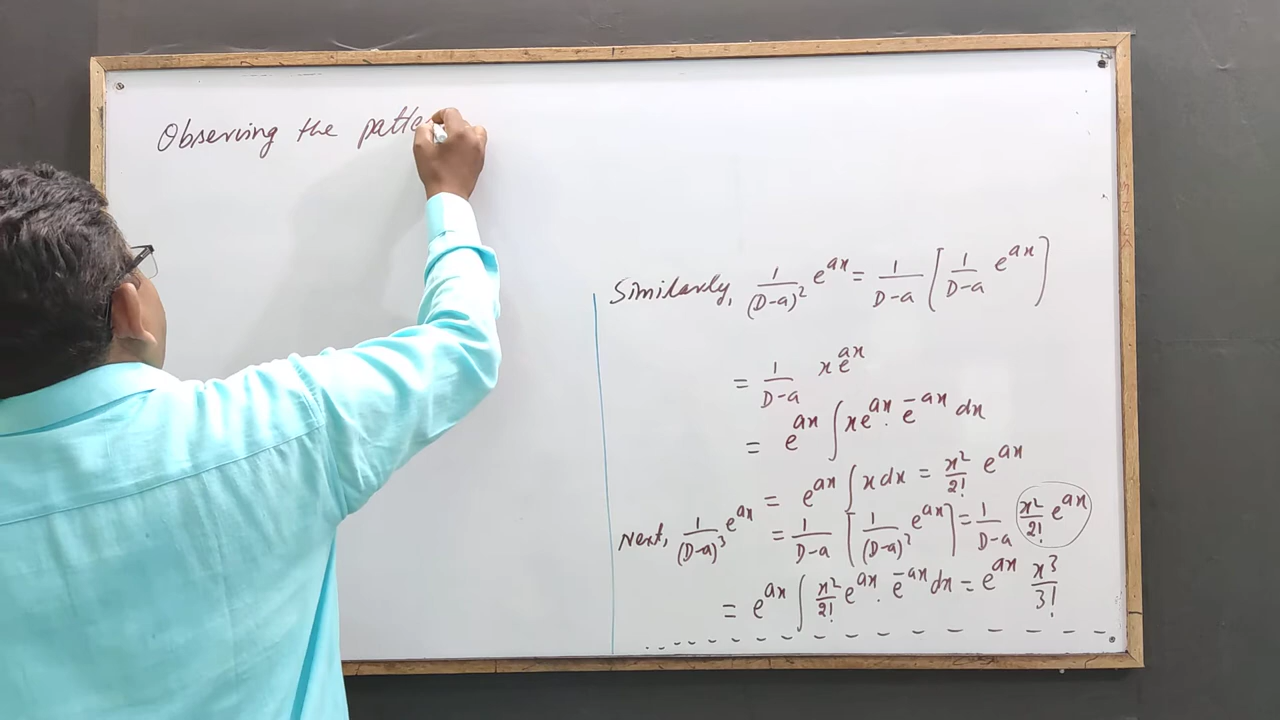 Observing the patte
Similarly, 1/(D-a)² e^{ax} = 1/(D-a) [1/(D-a) e^{ax}]
= 1/(D-a) x e^{ax}
= e^{ax} ∫ x e^{ax} · e^{-ax} dx
= e^{ax} ∫ x dx = x²/2! e^{ax}
Next, 1/(D-a)³ e^{ax} = 1/(D-a) [1/(D-a)² e^{ax}] = 1/(D-a) x²/2! e^{ax}
= e^{ax} ∫ x²/2! e^{ax} · e^{-ax} dx = e^{ax} x³/3!